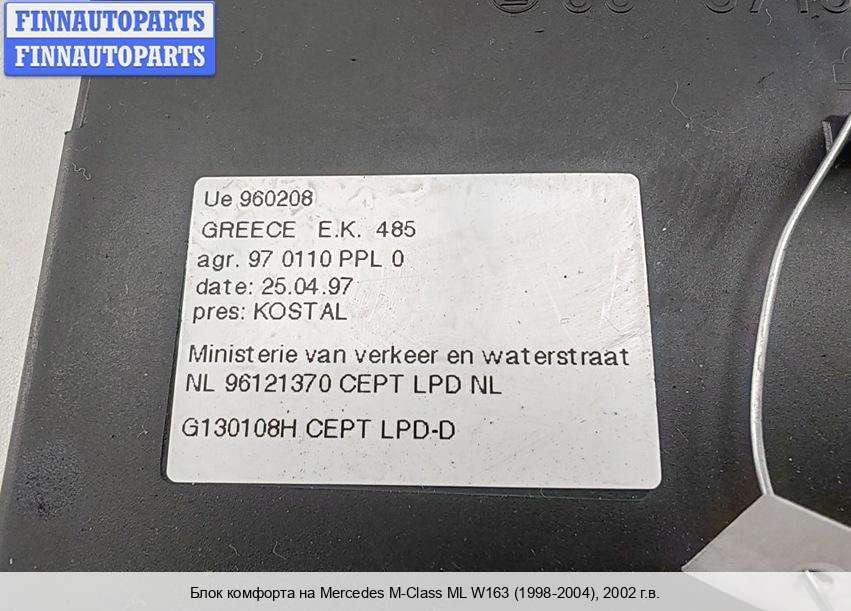 FINNAUTOPARTS
FINNAUTOPARTS
Ue 960208
GREECE E.K. 485
agr. 97 0110 PPL 0
date: 25.04.97
pres: KOSTAL
Ministerie van verkeer en waterstraat
NL 96121370 CEPT LPD NL
G130108H CEPT LPD-D
Блок комфорта на Mercedes M-Class ML W163 (1998-2004), 2002 г.в.